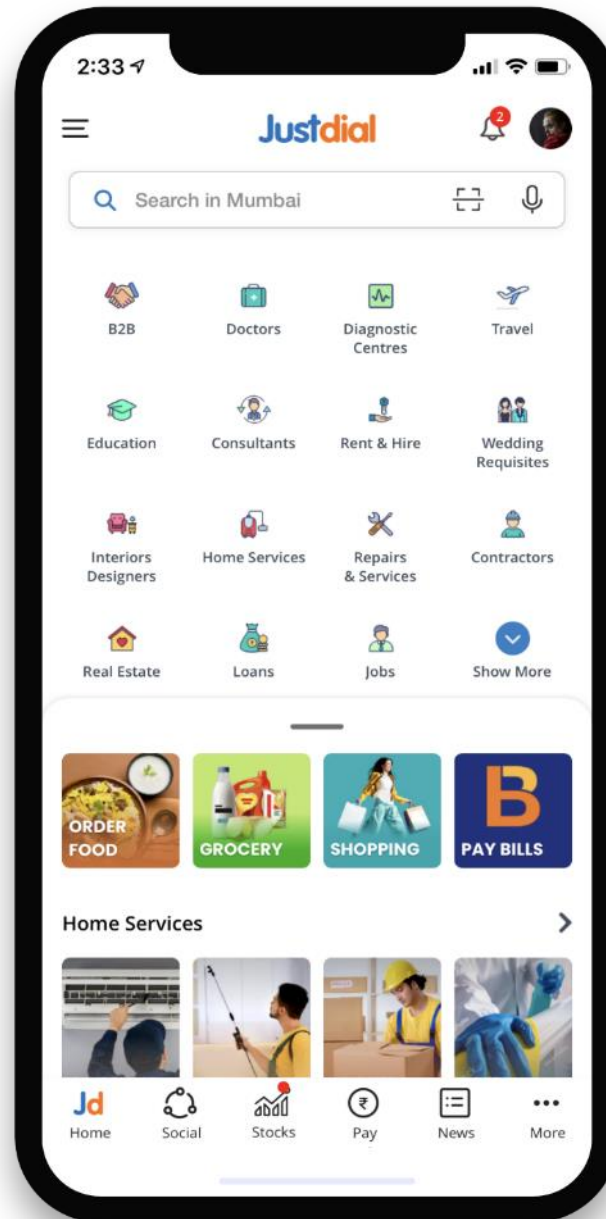 2:33
Justdial
2
Search in Mumbai
B2B
Doctors
Diagnostic
Centres
Travel
Education
Consultants
Rent & Hire
Wedding
Requisites
Interiors
Designers
Home Services
Repairs
& Services
Contractors
Real Estate
Loans
Jobs
Show More
ORDER
FOOD
GROCERY
SHOPPING
B
PAY BILLS
Home Services
Jd
Home
Social
Stocks
₹
Pay
News
More